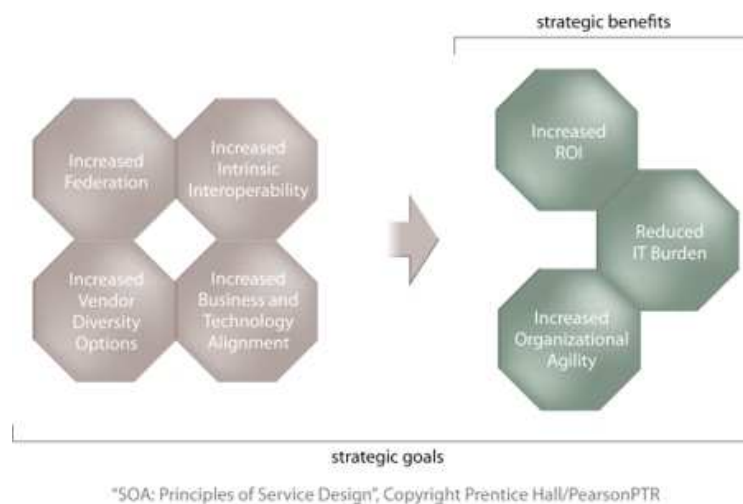 strategic benefits
Increased
Federation
Increased
Intrinsic
Interoperability
Increased
Vendor
Diversity
Options
Increased
Business and
Technology
Alignment
Increased
ROI
Reduced
IT Burden
Increased
Organizational
Agility
strategic goals
"SOA: Principles of Service Design", Copyright Prentice Hall/PearsonPTR